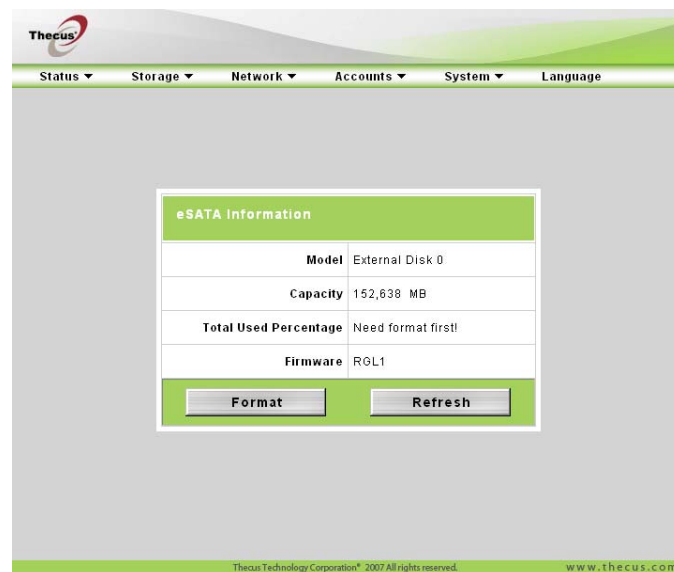 Thecus
Status ▼ Storage ▼ Network ▼ Accounts ▼ System ▼ Language
eSATA Information
Model External Disk 0
Capacity 152,638 MB
Total Used Percentage Need format first!
Firmware RGL1
Format Refresh
Thecus Technology Corporation® 2007 All rights reserved. www.thecus.com